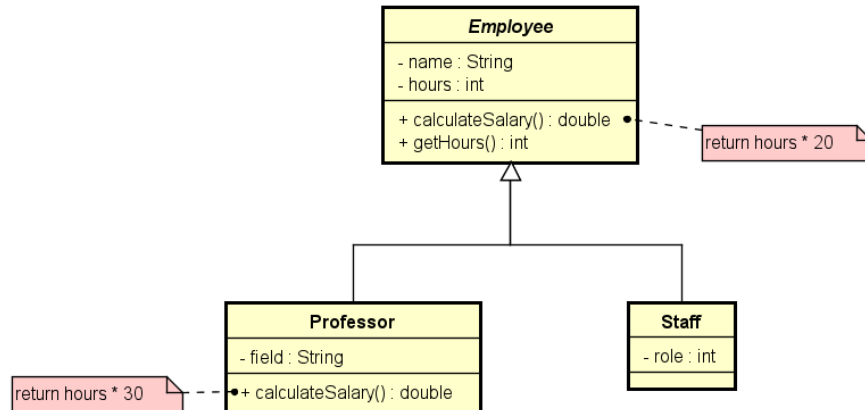 Employee
- name : String
- hours : int
+ calculateSalary() : double
+ getHours() : int
return hours * 20
Professor
- field : String
+ calculateSalary() : double
return hours * 30
Staff
- role : int